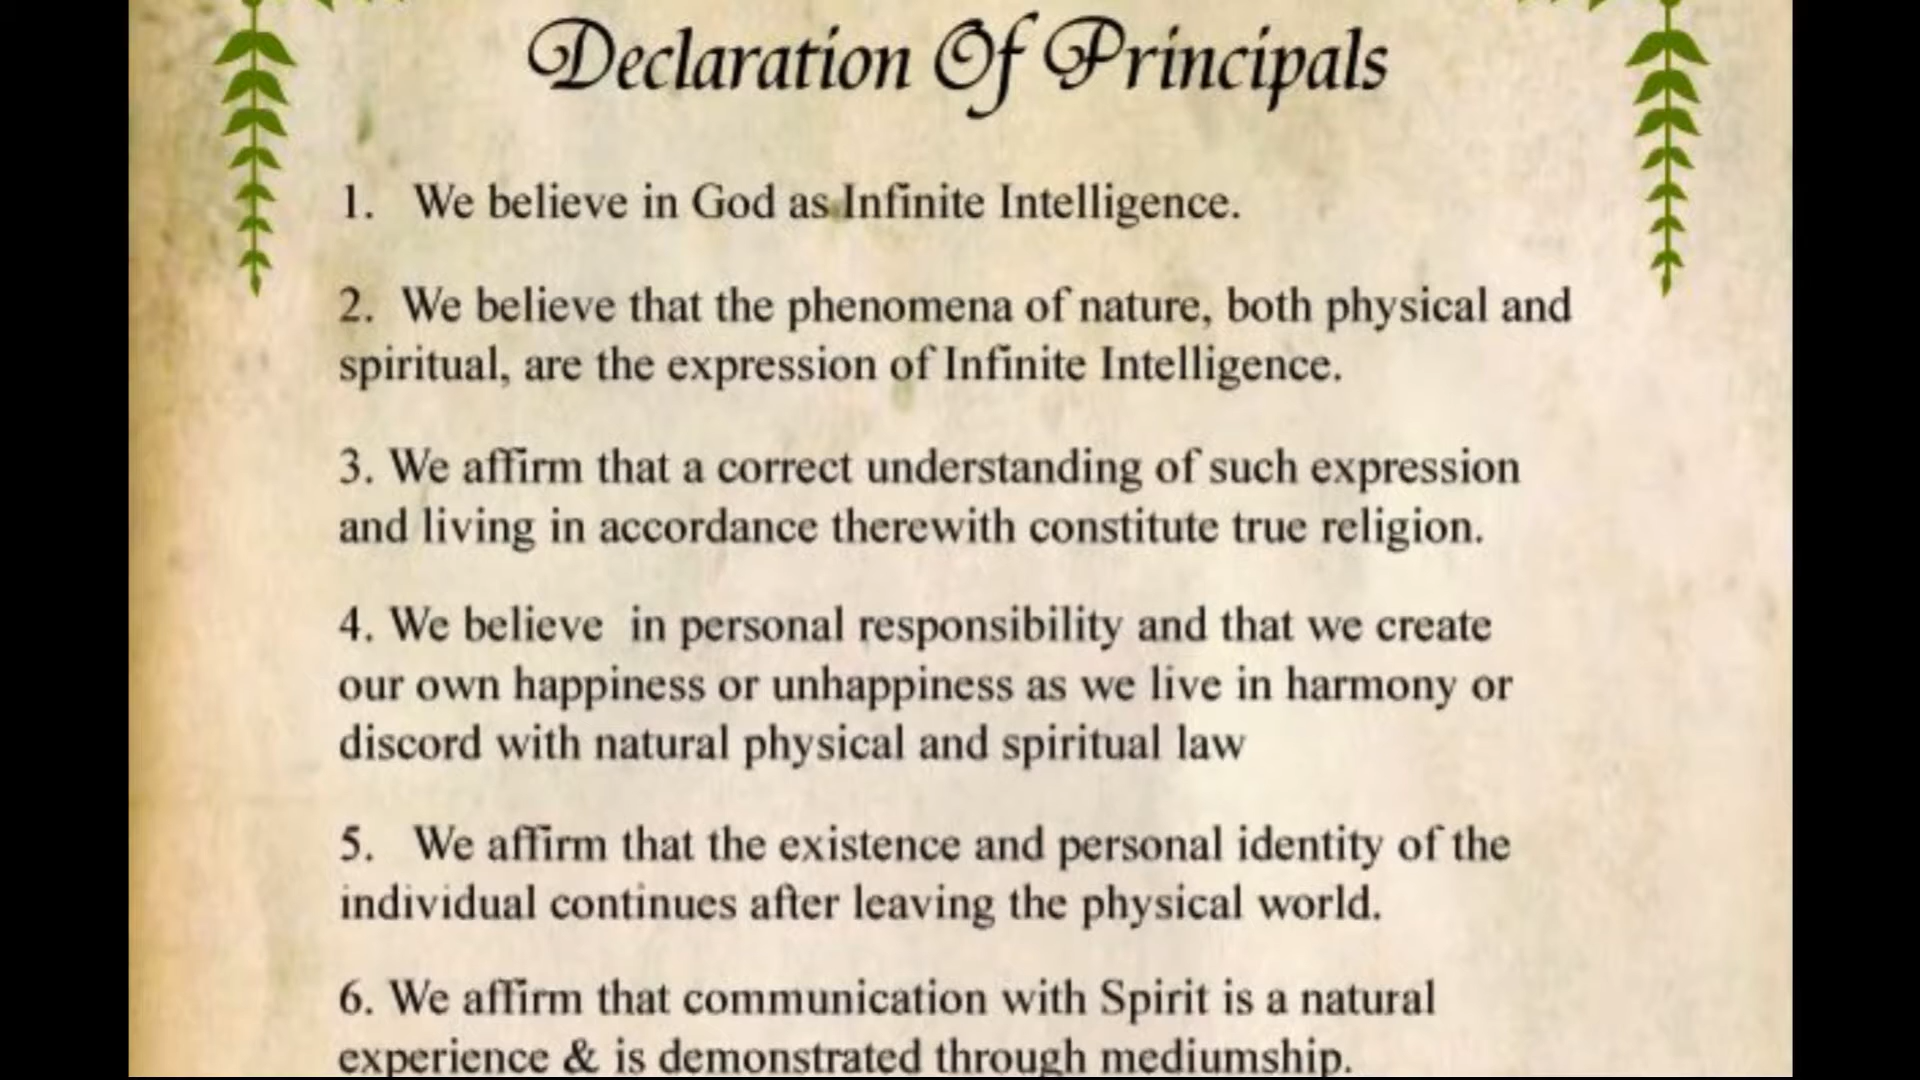 Declaration Of Principals
1. We believe in God as Infinite Intelligence.
2. We believe that the phenomena of nature, both physical and
spiritual, are the expression of Infinite Intelligence.
3. We affirm that a correct understanding of such expression
and living in accordance therewith constitute true religion.
4. We believe  in personal responsibility and that we create
our own happiness or unhappiness as we live in harmony or
discord with natural physical and spiritual law
5. We affirm that the existence and personal identity of the
individual continues after leaving the physical world.
6. We affirm that communication with Spirit is a natural
experience & is demonstrated through mediumship.